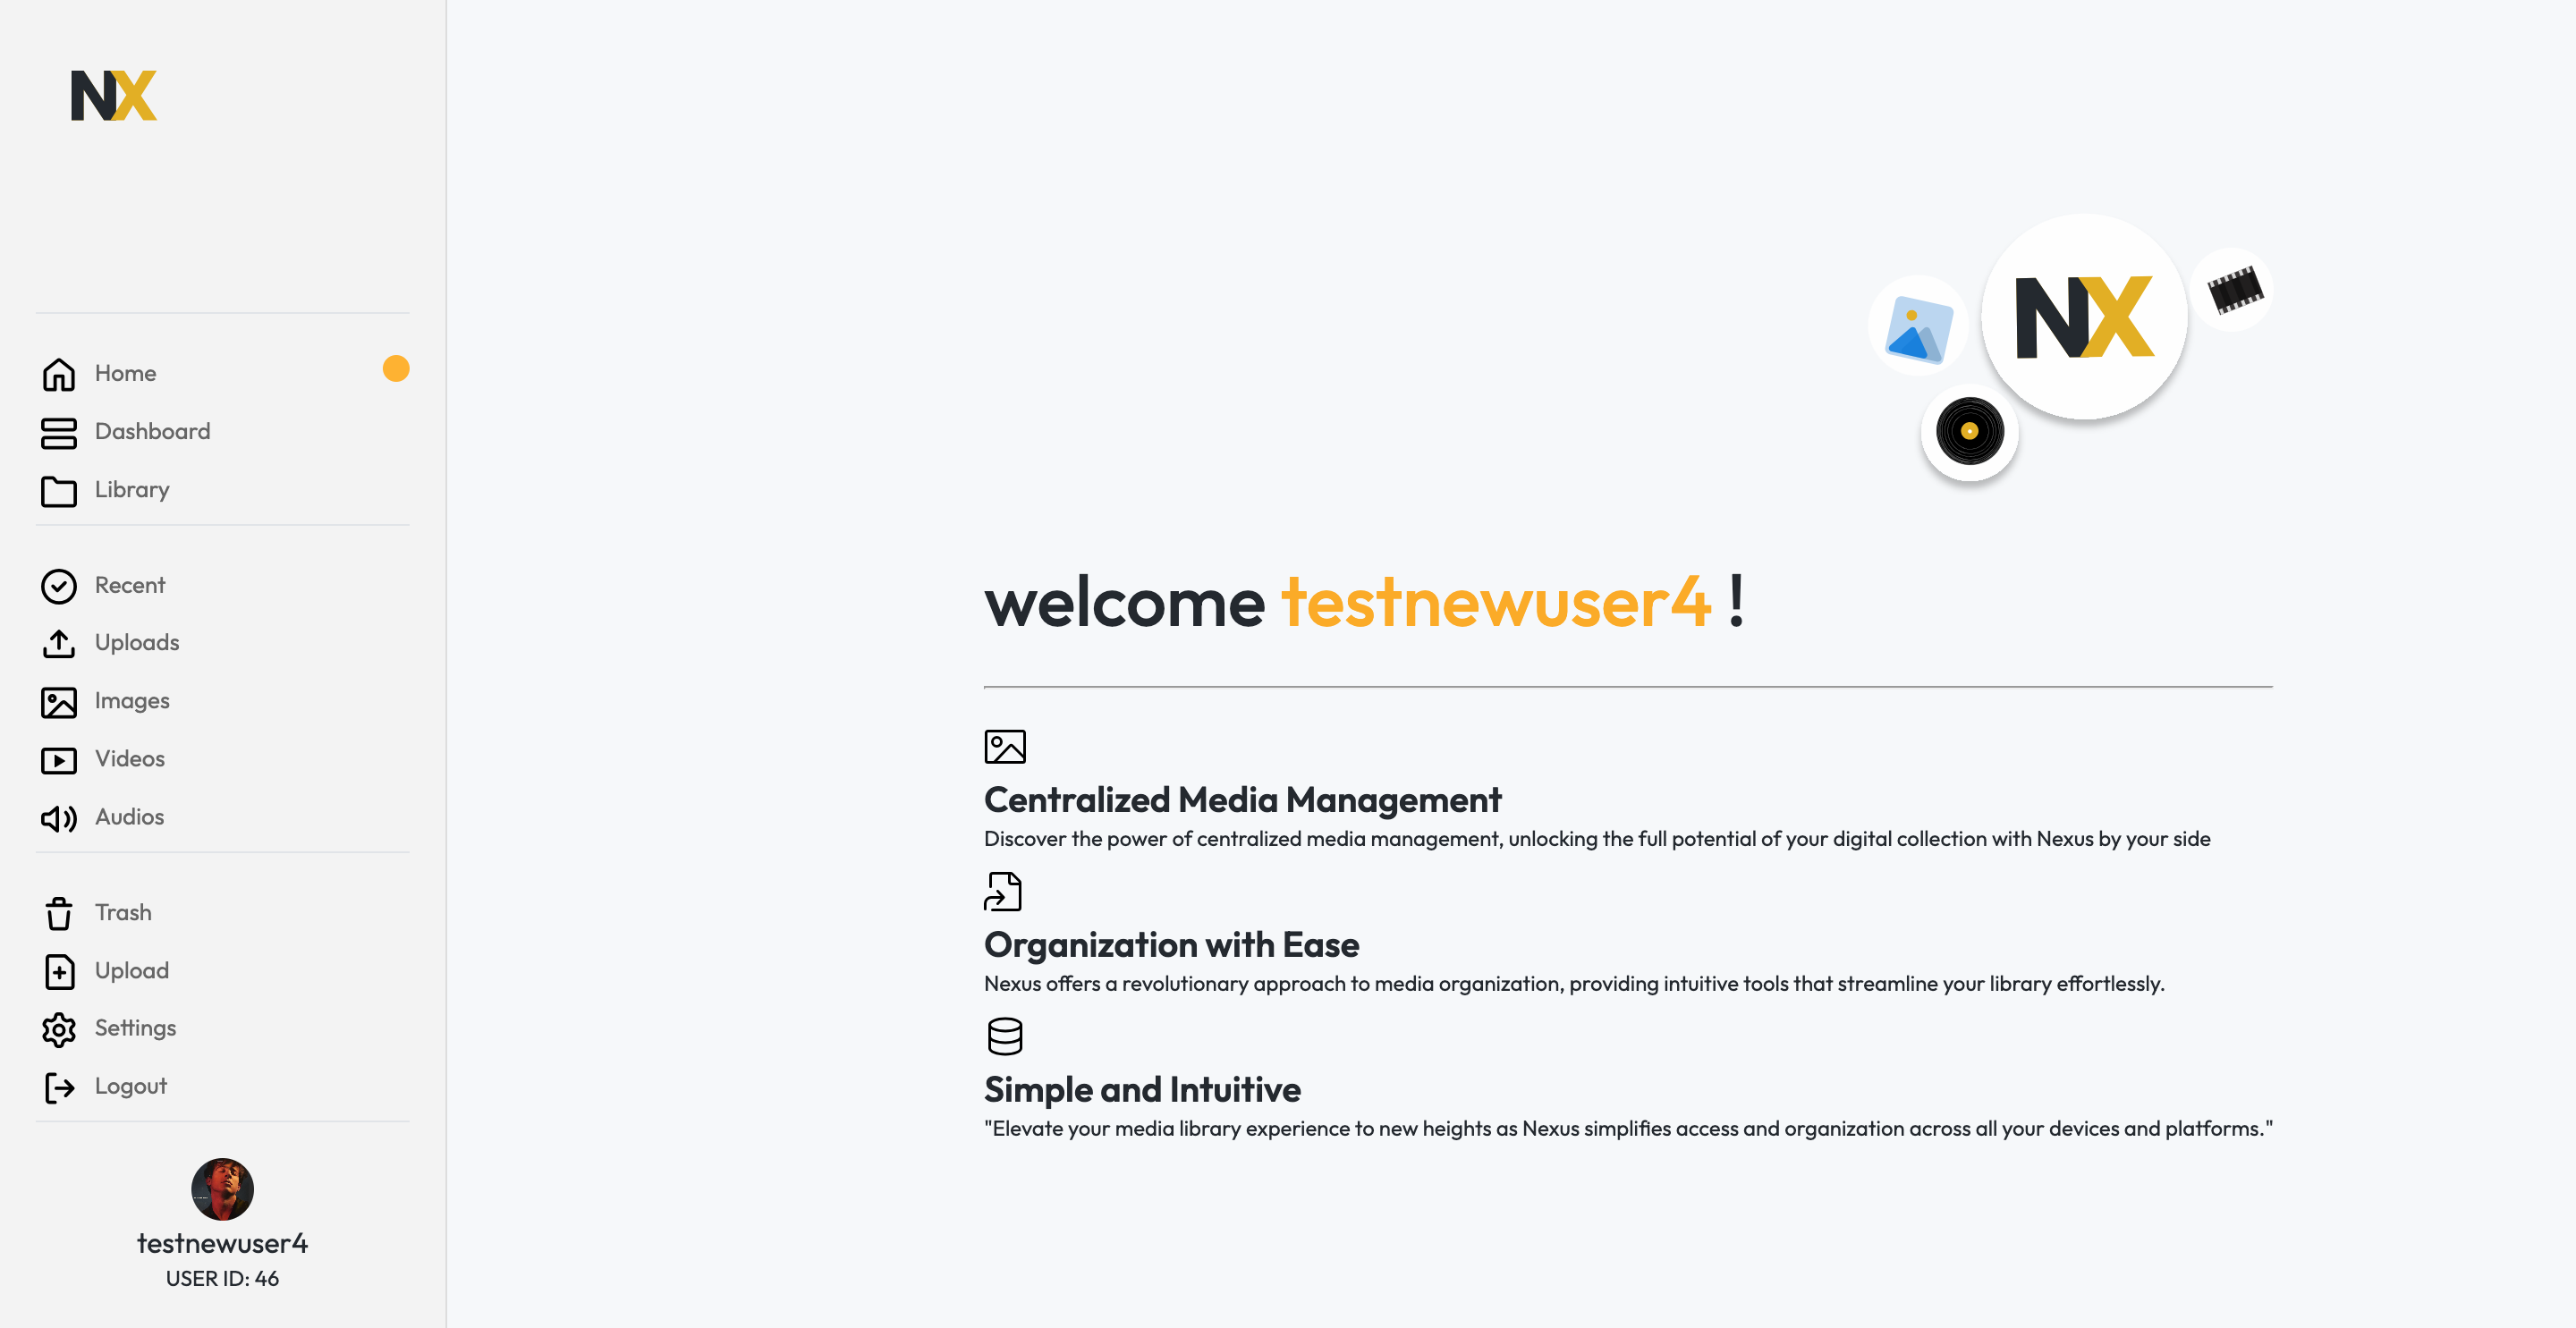 NX
Home
Dashboard
Library
Recent
Uploads
Images
Videos
Audios
Trash
Upload
Settings
Logout
testnewuser4
USER ID: 46
NX
welcome testnewuser4 !
Centralized Media Management
Discover the power of centralized media management, unlocking the full potential of your digital collection with Nexus by your side
Organization with Ease
Nexus offers a revolutionary approach to media organization, providing intuitive tools that streamline your library effortlessly.
Simple and Intuitive
"Elevate your media library experience to new heights as Nexus simplifies access and organization across all your devices and platforms."